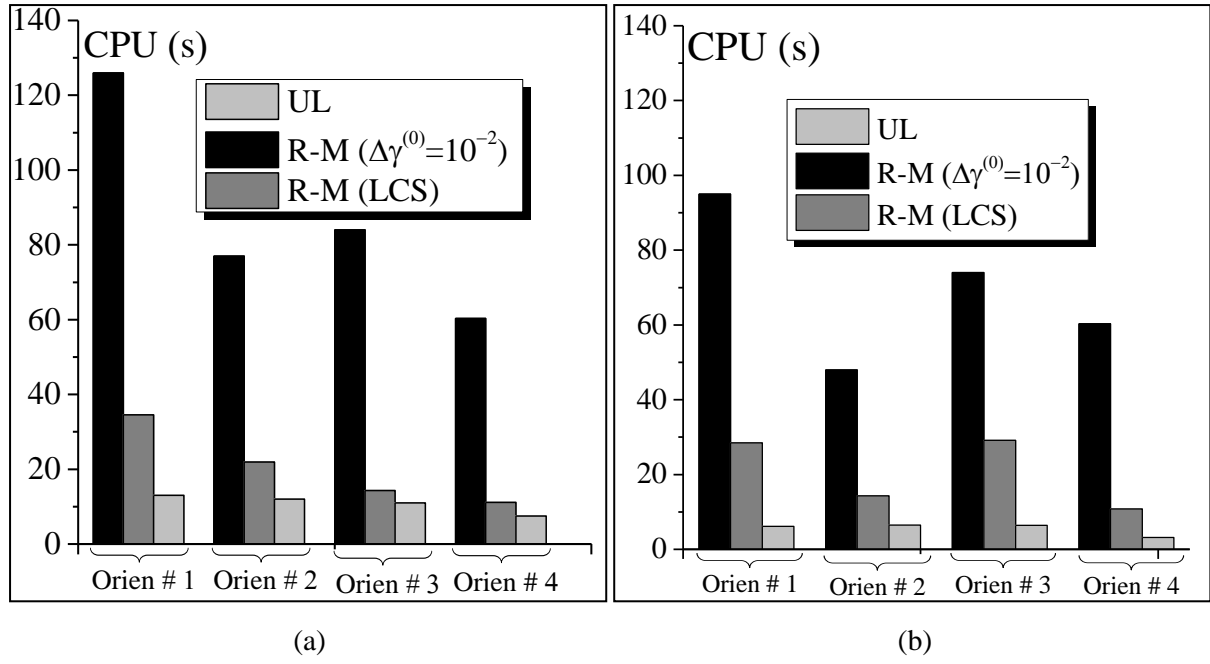 140
120
100
80
60
40
20
0
CPU (s)
UL
R-M (Δγ⁽⁰⁾=10⁻²)
R-M (LCS)
Orien # 1
Orien # 2
Orien # 3
Orien # 4
(a)
140
120
100
80
60
40
20
0
CPU (s)
UL
R-M (Δγ⁽⁰⁾=10⁻²)
R-M (LCS)
Orien # 1
Orien # 2
Orien # 3
Orien # 4
(b)